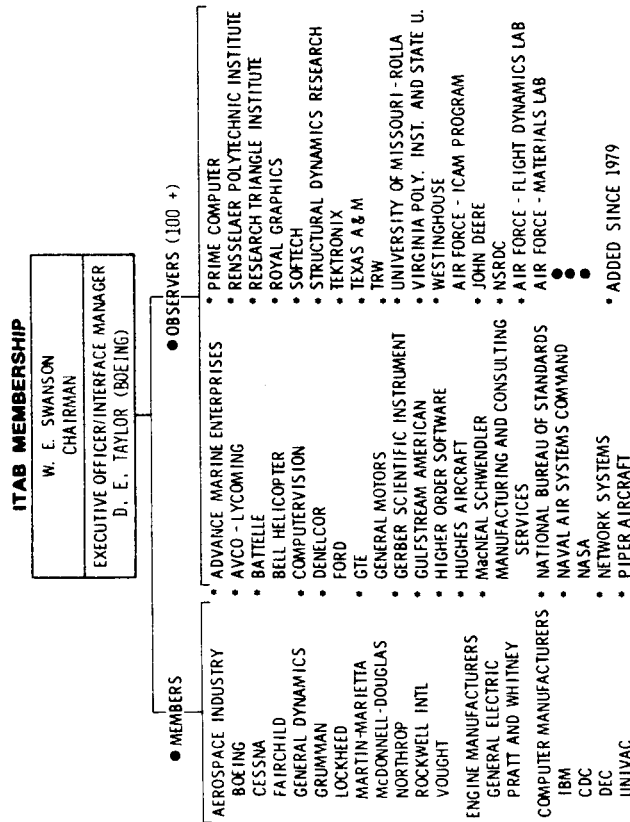 ITAB MEMBERSHIP
W. E. SWANSON
CHAIRMAN
EXECUTIVE OFFICER/INTERFACE MANAGER
D. E. TAYLOR (BOEING)
● MEMBERS
AEROSPACE INDUSTRY
BOEING
CESSNA
FAIRCHILD
GENERAL DYNAMICS
GRUMMAN
LOCKHEED
MARTIN-MARIETTA
McDONNELL-DOUGLAS
NORTHROP
ROCKWELL INTL
VOUGHT
ENGINE MANUFACTURERS
GENERAL ELECTRIC
PRATT AND WHITNEY
COMPUTER MANUFACTURERS
IBM
CDC
DEC
UNIVAC
● OBSERVERS (100 +)
• ADVANCE MARINE ENTERPRISES
• AVCO - LYCOMING
• BATTELLE
BELL HELICOPTER
• COMPUTERVISION
• DENELCOR
FORD
• GTE
GENERAL MOTORS
• GERBER SCIENTIFIC INSTRUMENT
• GULFSTREAM AMERICAN
• HIGHER ORDER SOFTWARE
• HUGHES AIRCRAFT
• MacNEAL SCHWENDLER
MANUFACTURING AND CONSULTING
SERVICES
• NATIONAL BUREAU OF STANDARDS
• NAVAL AIR SYSTEMS COMMAND
NASA
• NETWORK SYSTEMS
• PIPER AIRCRAFT
• PRIME COMPUTER
• RENSSELAER POLYTECHNIC INSTITUTE
• RESEARCH TRIANGLE INSTITUTE
• ROYAL GRAPHICS
• SOFTECH
• STRUCTURAL DYNAMICS RESEARCH
• TEKTRONIX
• TEXAS A & M
• TRW
• UNIVERSITY OF MISSOURI - ROLLA
• VIRGINIA POLY. INST. AND STATE U.
• WESTINGHOUSE
AIR FORCE - ICAM PROGRAM
• JOHN DEERE
• NSRDC
• AIR FORCE - FLIGHT DYNAMICS LAB
AIR FORCE - MATERIALS LAB
●●●
• ADDED SINCE 1979